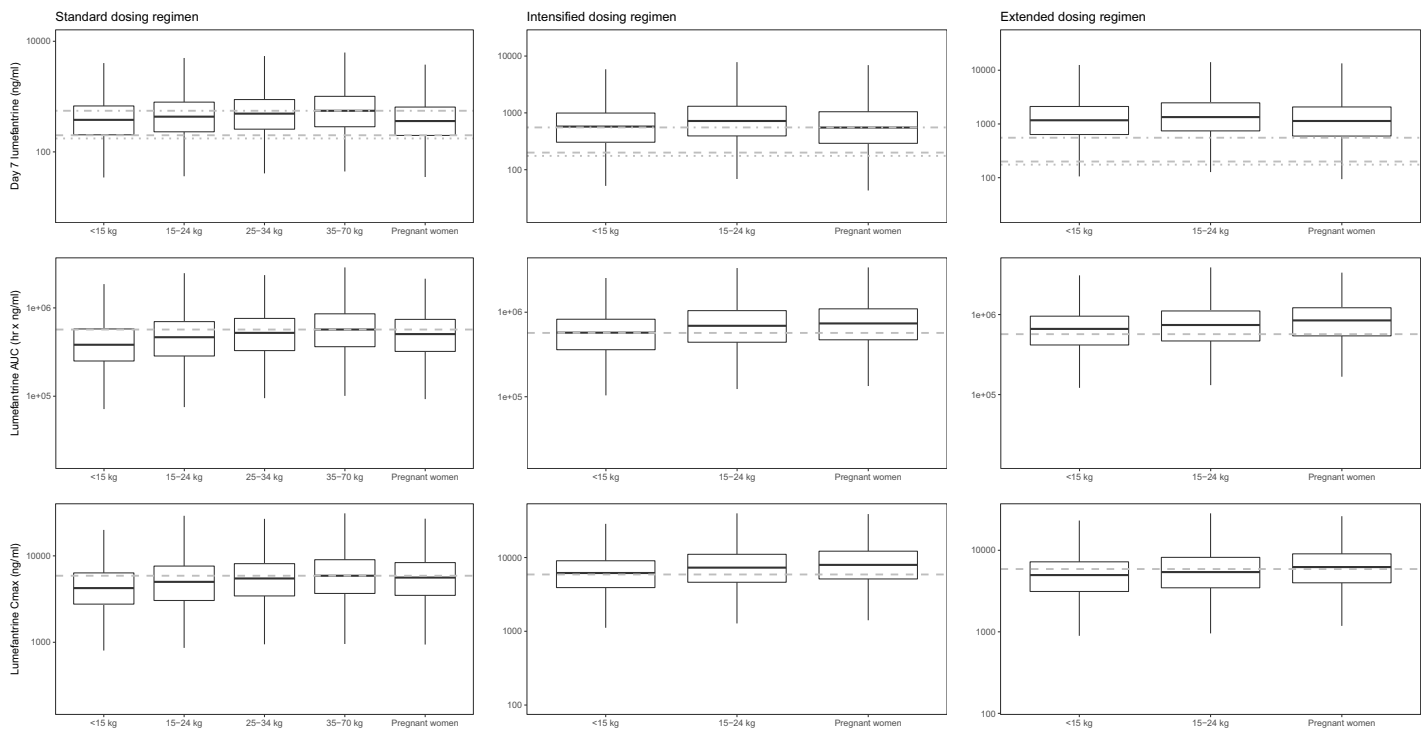 Standard dosing regimen
Intensified dosing regimen
Extended dosing regimen
Day 7 lumefantrine (ng/ml)
10000
100
<15 kg
15−24 kg
25−34 kg
35−70 kg
Pregnant women
10000
1000
100
<15 kg
15−24 kg
Pregnant women
10000
1000
100
<15 kg
15−24 kg
Pregnant women
Lumefantrine AUC (hr x ng/ml)
1e+06
1e+05
<15 kg
15−24 kg
25−34 kg
35−70 kg
Pregnant women
1e+06
1e+05
<15 kg
15−24 kg
Pregnant women
1e+06
1e+05
<15 kg
15−24 kg
Pregnant women
Lumefantrine Cmax (ng/ml)
10000
1000
<15 kg
15−24 kg
25−34 kg
35−70 kg
Pregnant women
10000
1000
100
<15 kg
15−24 kg
Pregnant women
10000
1000
100
<15 kg
15−24 kg
Pregnant women